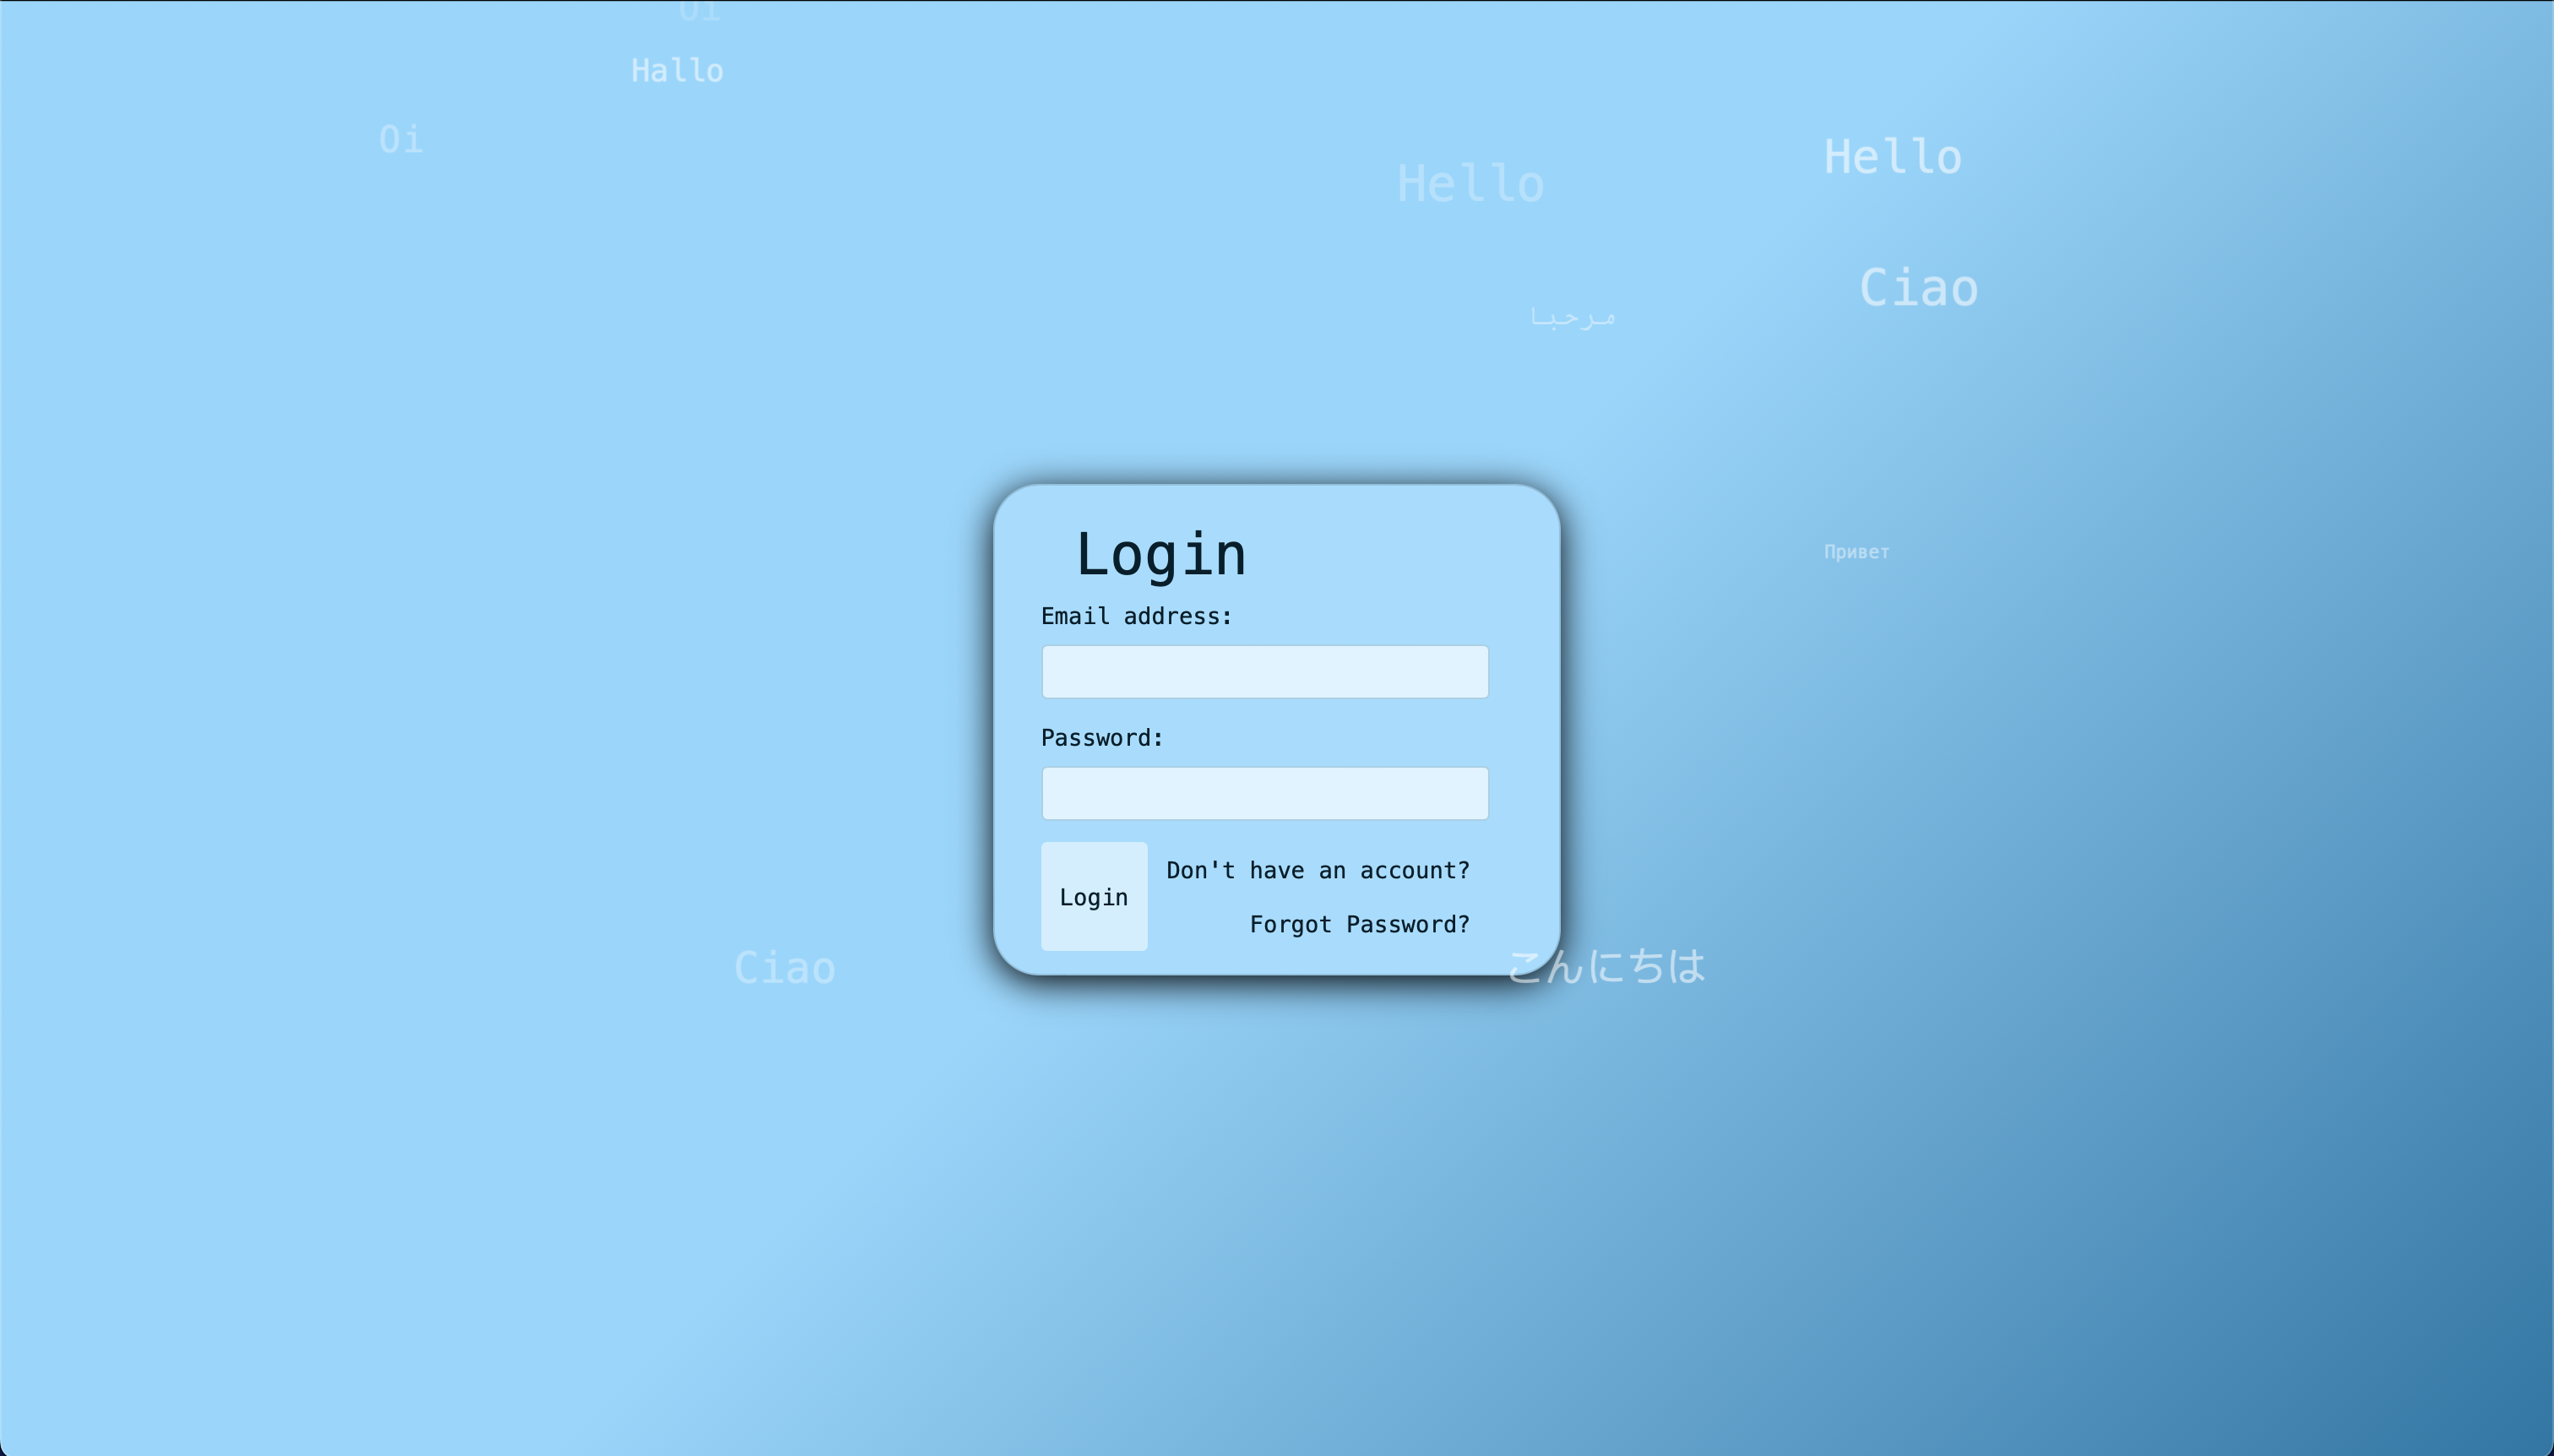 Oi
Hallo
Oi
Hello
Hello
Ciao
مرحبا
Login
Привет
Email address:
Password:
Login
Don't have an account?
Forgot Password?
Ciao
こんにちは